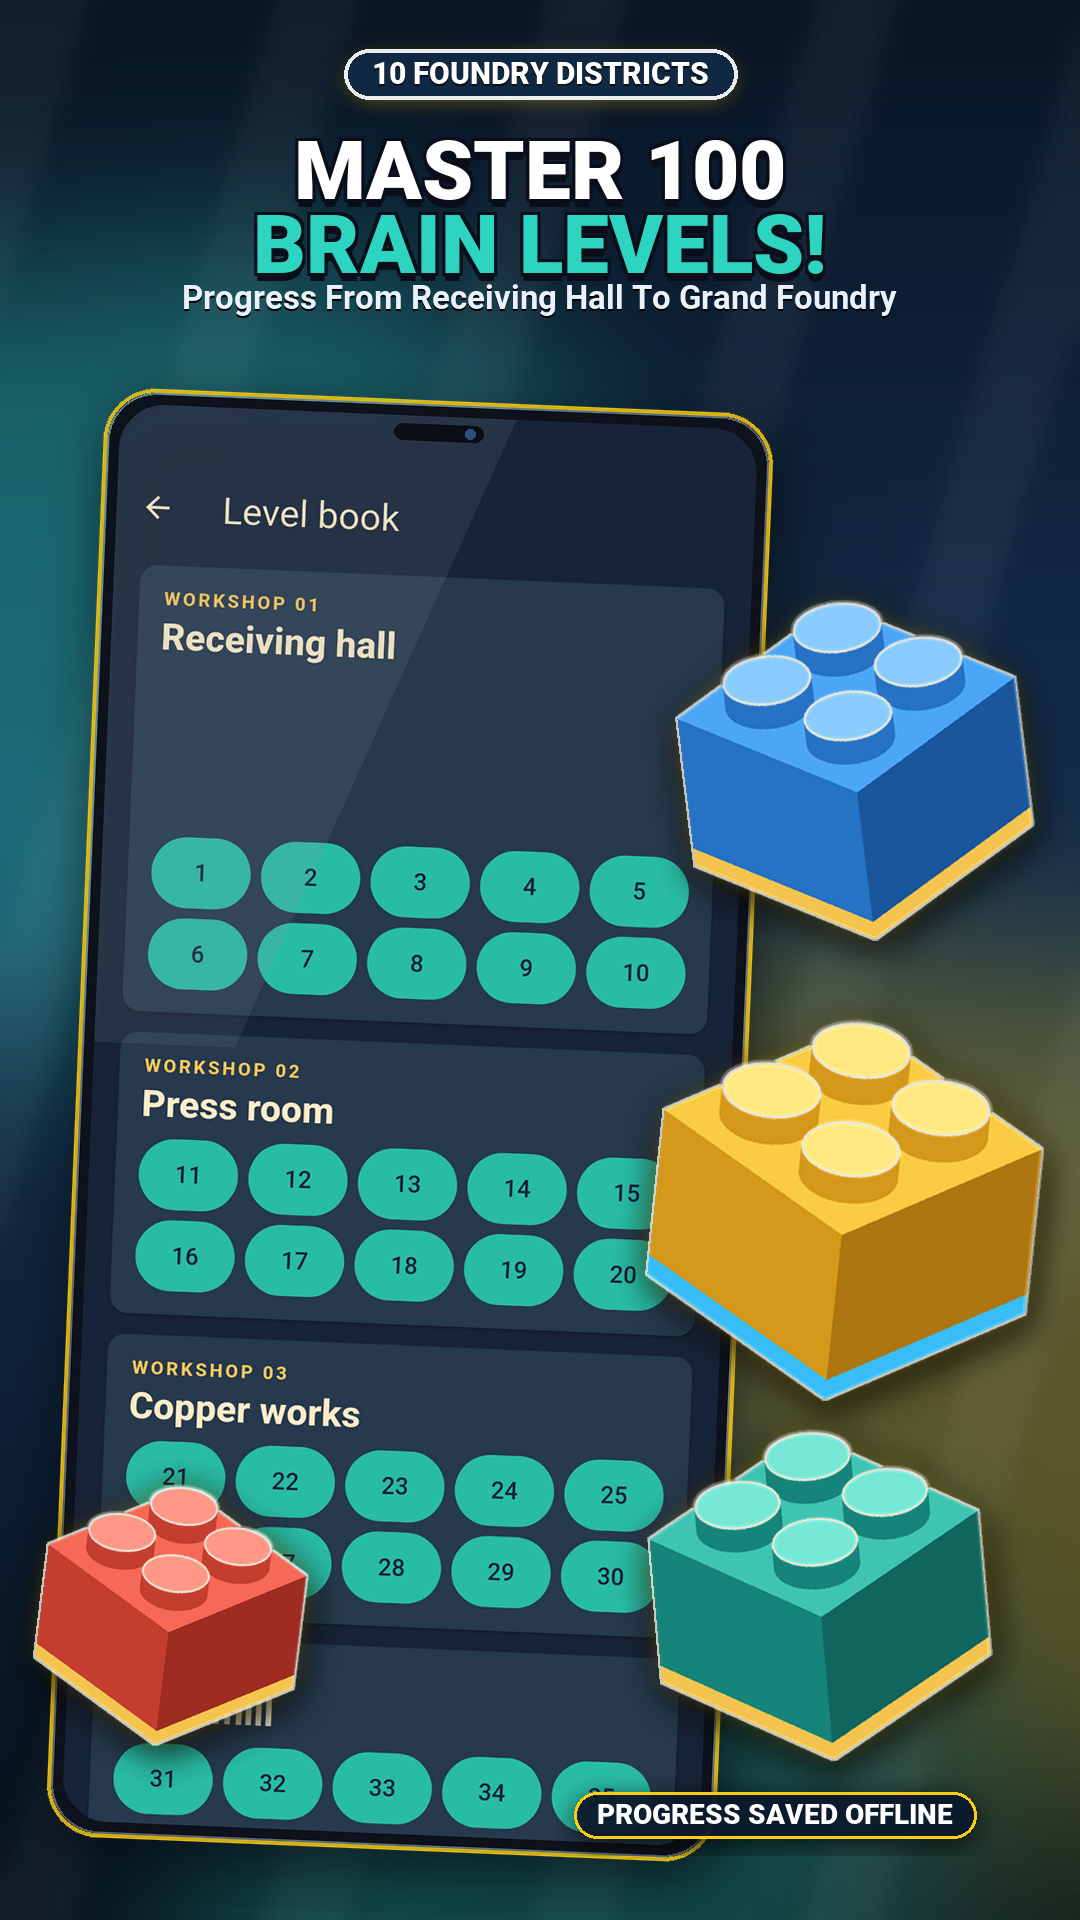 10 FOUNDRY DISTRICTS
MASTER 100
BRAIN LEVELS!
Progress From Receiving Hall To Grand Foundry
Level book
WORKSHOP 01
Receiving hall
1 2 3 4 5
6 7 8 9 10
WORKSHOP 02
Press room
11 12 13 14 15
16 17 18 19 20
WORKSHOP 03
Copper works
21 22 23 24 25
28 29 30
31 32 33 34
PROGRESS SAVED OFFLINE